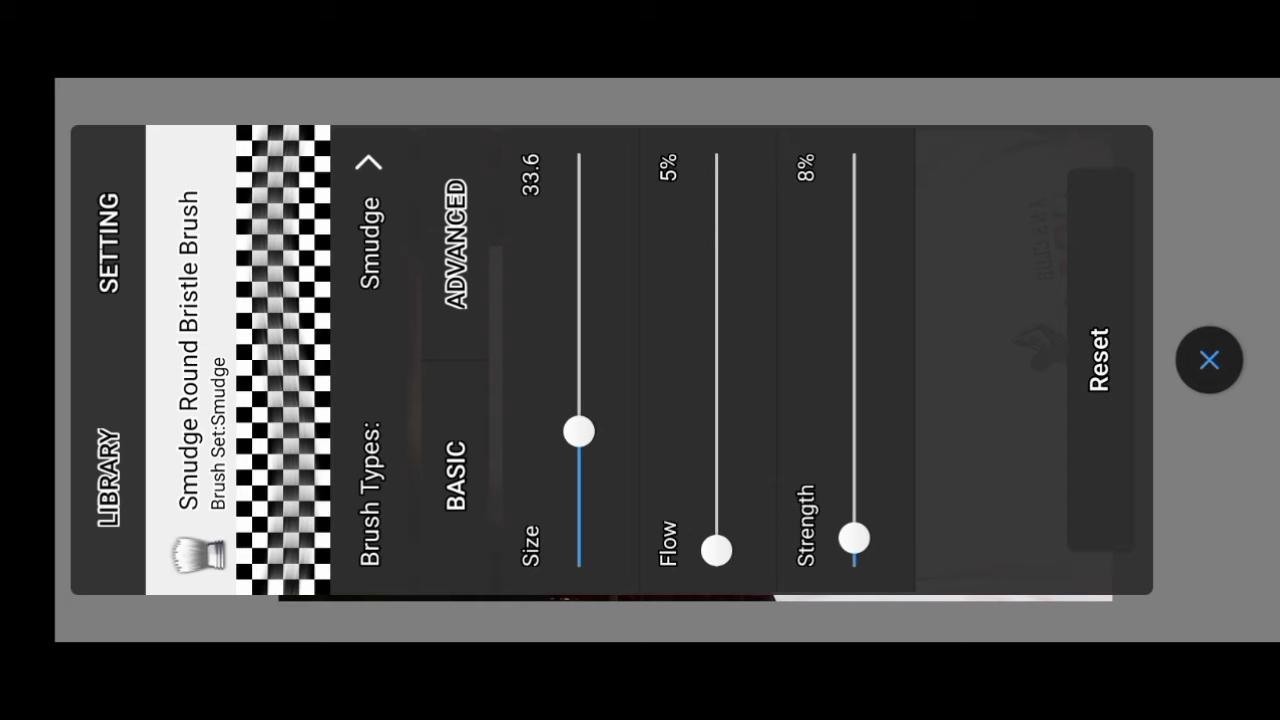 LIBRARY SETTING
Smudge Round Bristle Brush
Brush Set:Smudge
Brush Types: Smudge
BASIC ADVANCED
Size 33.6
Flow 5%
Strength 8%
Reset